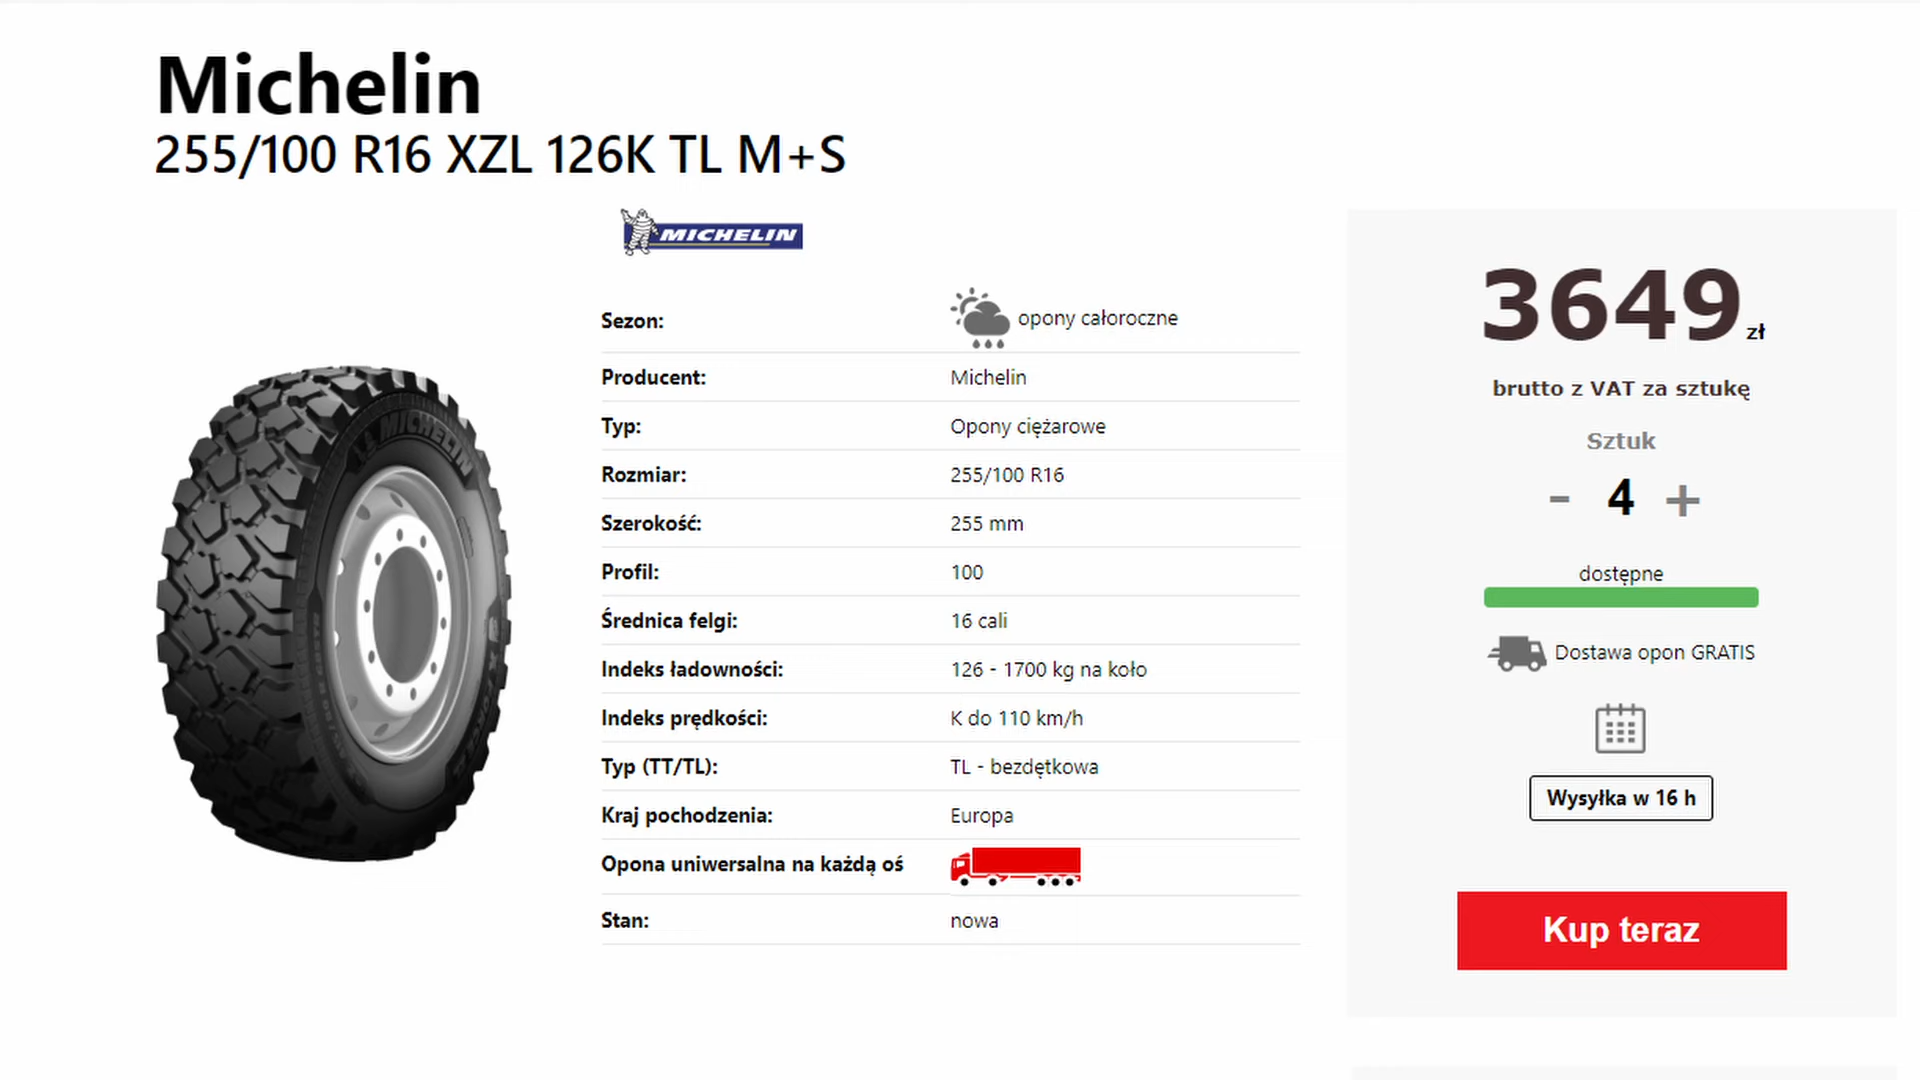 Michelin
255/100 R16 XZL 126K TL M+S
MICHELIN
Sezon: opony całoroczne
Producent: Michelin
Typ: Opony ciężarowe
Rozmiar: 255/100 R16
Szerokość: 255 mm
Profil: 100
Średnica felgi: 16 cali
Indeks ładowności: 126 - 1700 kg na koło
Indeks prędkości: K do 110 km/h
Typ (TT/TL): TL - bezdętkowa
Kraj pochodzenia: Europa
Opona uniwersalna na każdą oś
Stan: nowa
MICHELIN
3649 zł
brutto z VAT za sztukę
Sztuk
- 4 +
dostępne
Dostawa opon GRATIS
Wysyłka w 16 h
Kup teraz